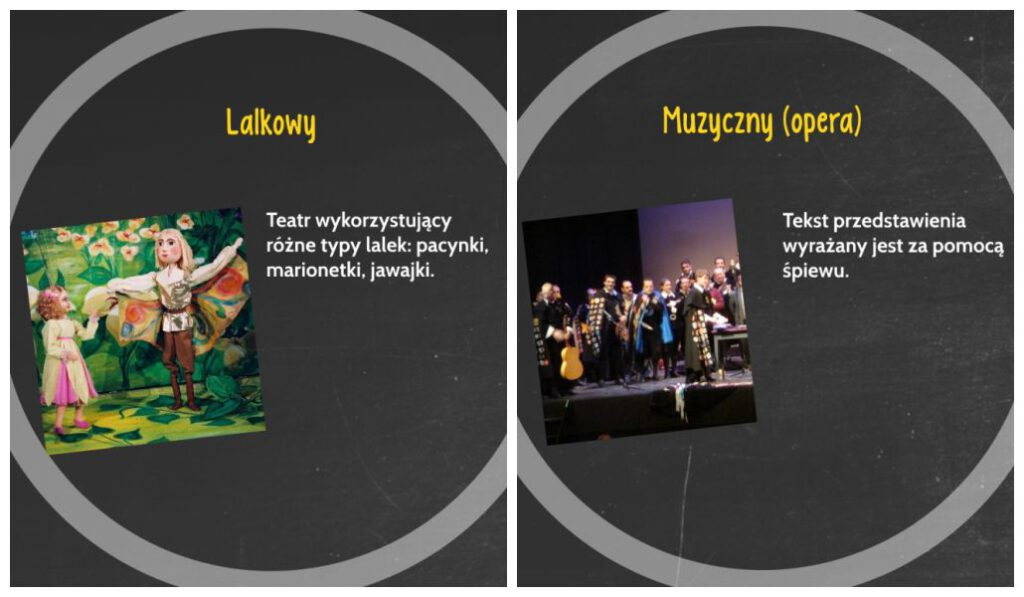 Lalkowy
Teatr wykorzystujący
różne typy lalek: pacynki,
marionetki, jawajki.
Muzyczny (opera)
Tekst przedstawienia
wyrażany jest za pomocą
śpiewu.